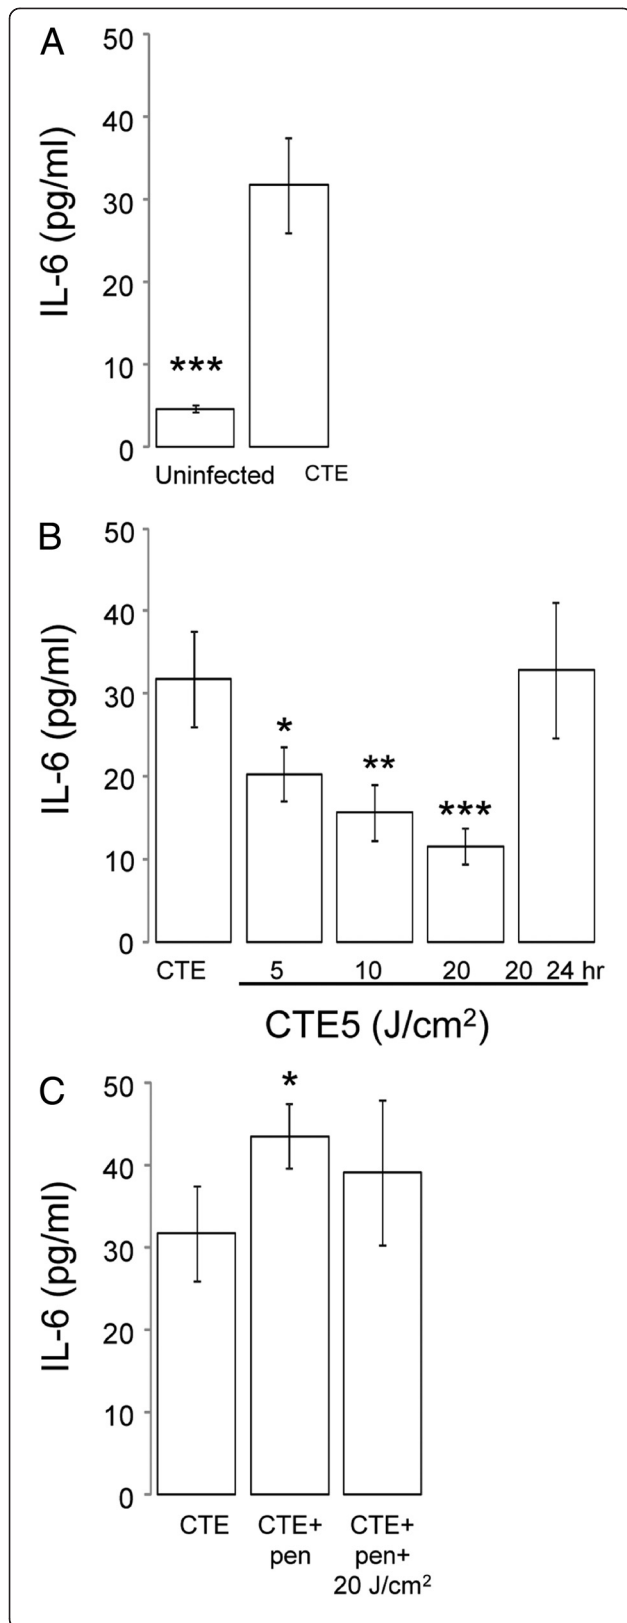 A
50
40
30
20
10
0
IL-6 (pg/ml)
***
Uninfected CTE
B
50
40
30
20
10
0
IL-6 (pg/ml)
*
**
***
CTE 5 10 20 20 24 hr
CTE5 (J/cm²)
C
50
40
30
20
10
0
IL-6 (pg/ml)
*
CTE CTE+ CTE+
pen pen+
20 J/cm²